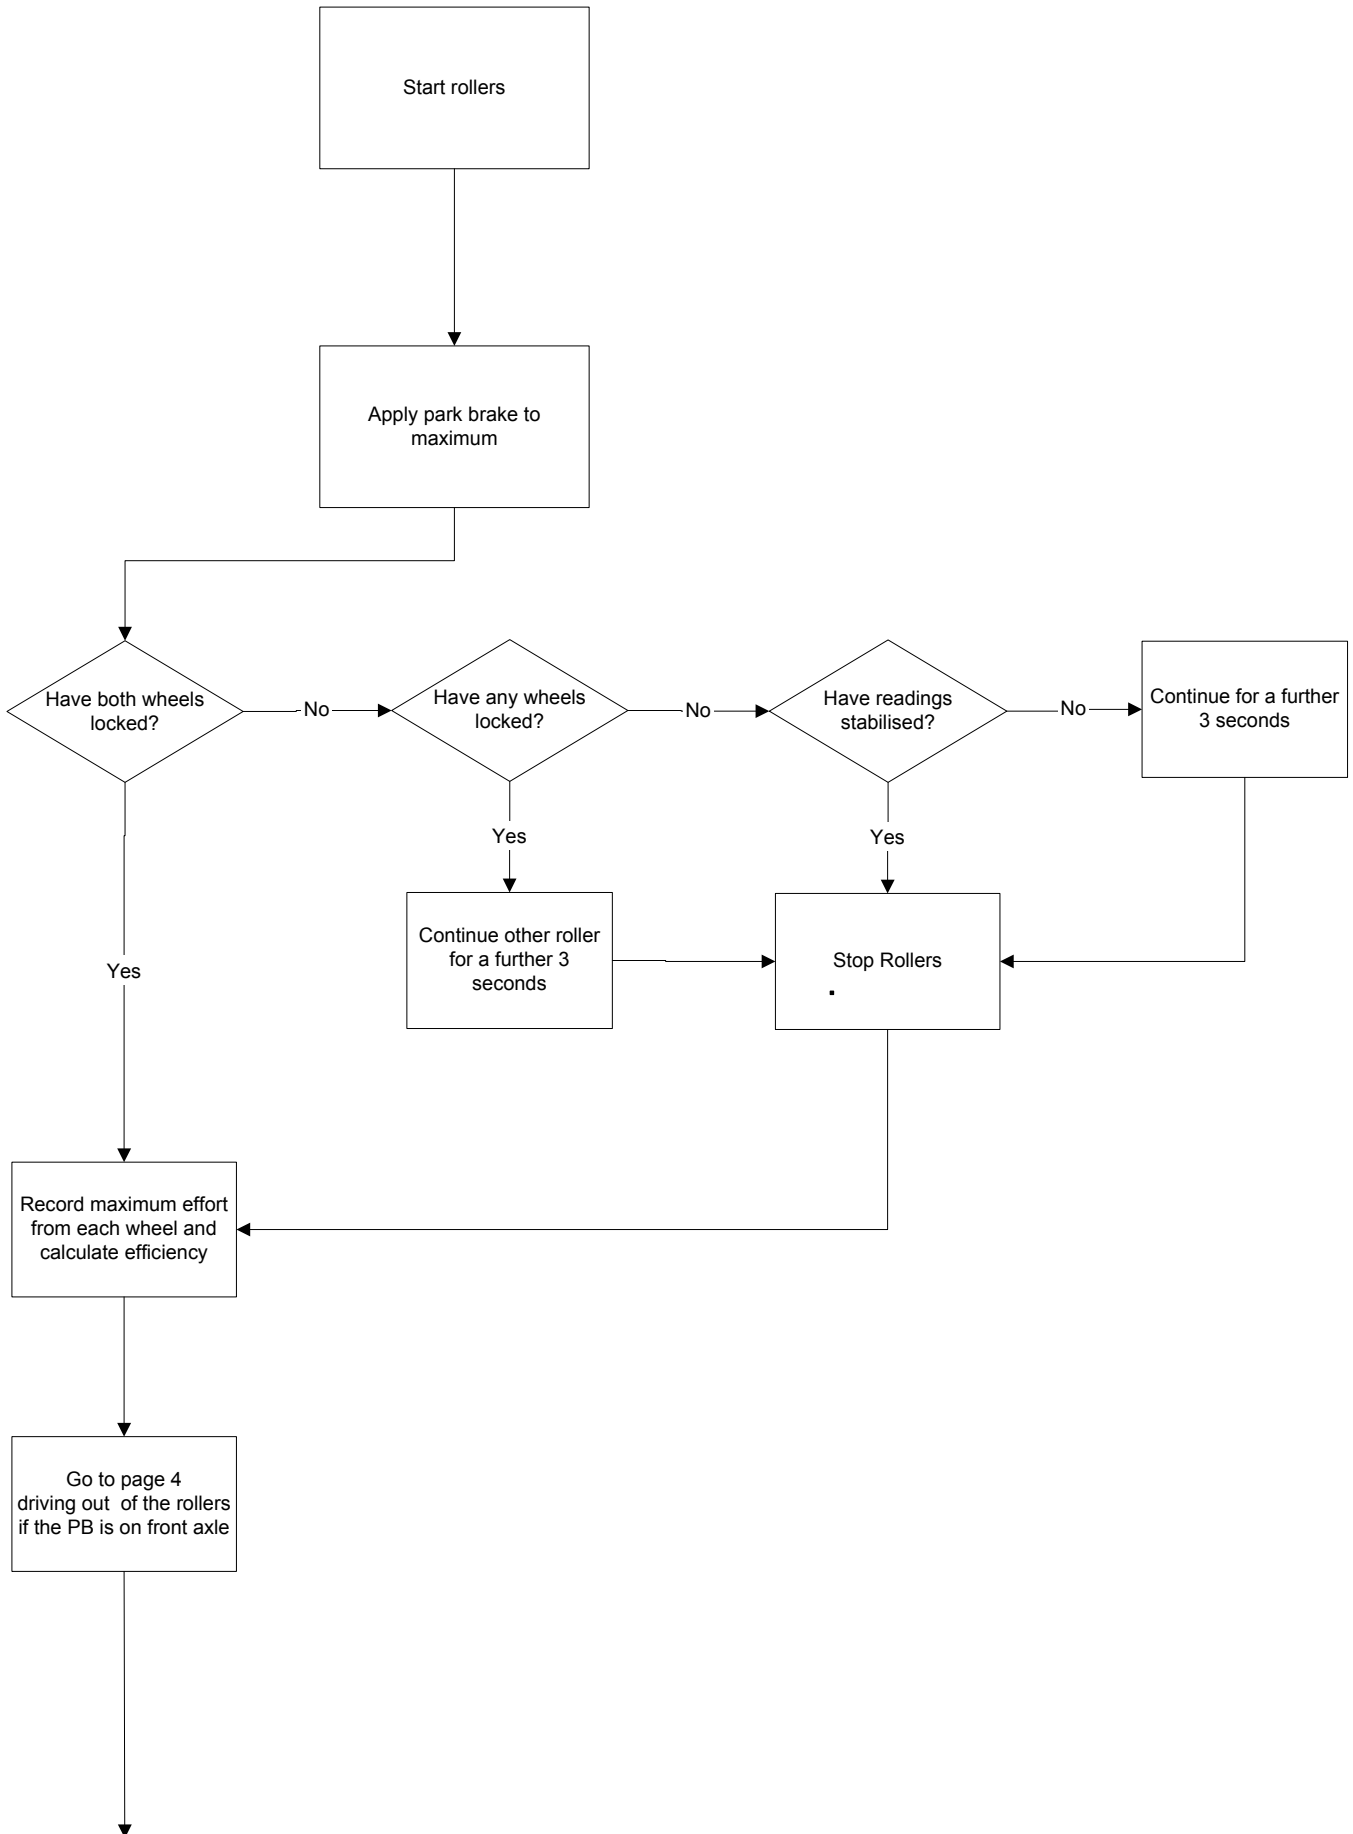 Start rollers
Apply park brake to
maximum
Have both wheels
locked?
No
Have any wheels
locked?
No
Have readings
stabilised?
No
Continue for a further
3 seconds
Yes
Yes
Continue other roller
for a further 3
seconds
Stop Rollers
.
Yes
Record maximum effort
from each wheel and
calculate efficiency
Go to page 4
driving out of the rollers
if the PB is on front axle